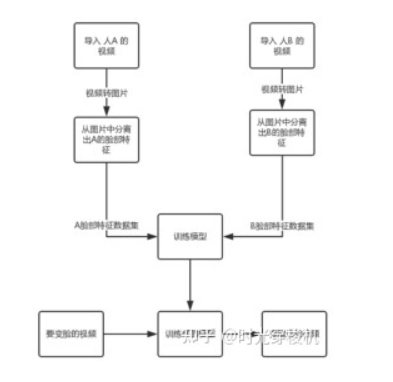 导入 人A 的
视频
导入 人B 的
视频
视频转图片
视频转图片
从图片中分离
出A的脸部特
征
从图片中分离
出B的脸部特
征
A脸部特征数据集
B脸部特征数据集
训练模型
要变脸的视频
训练
知乎 @时光穿梭机